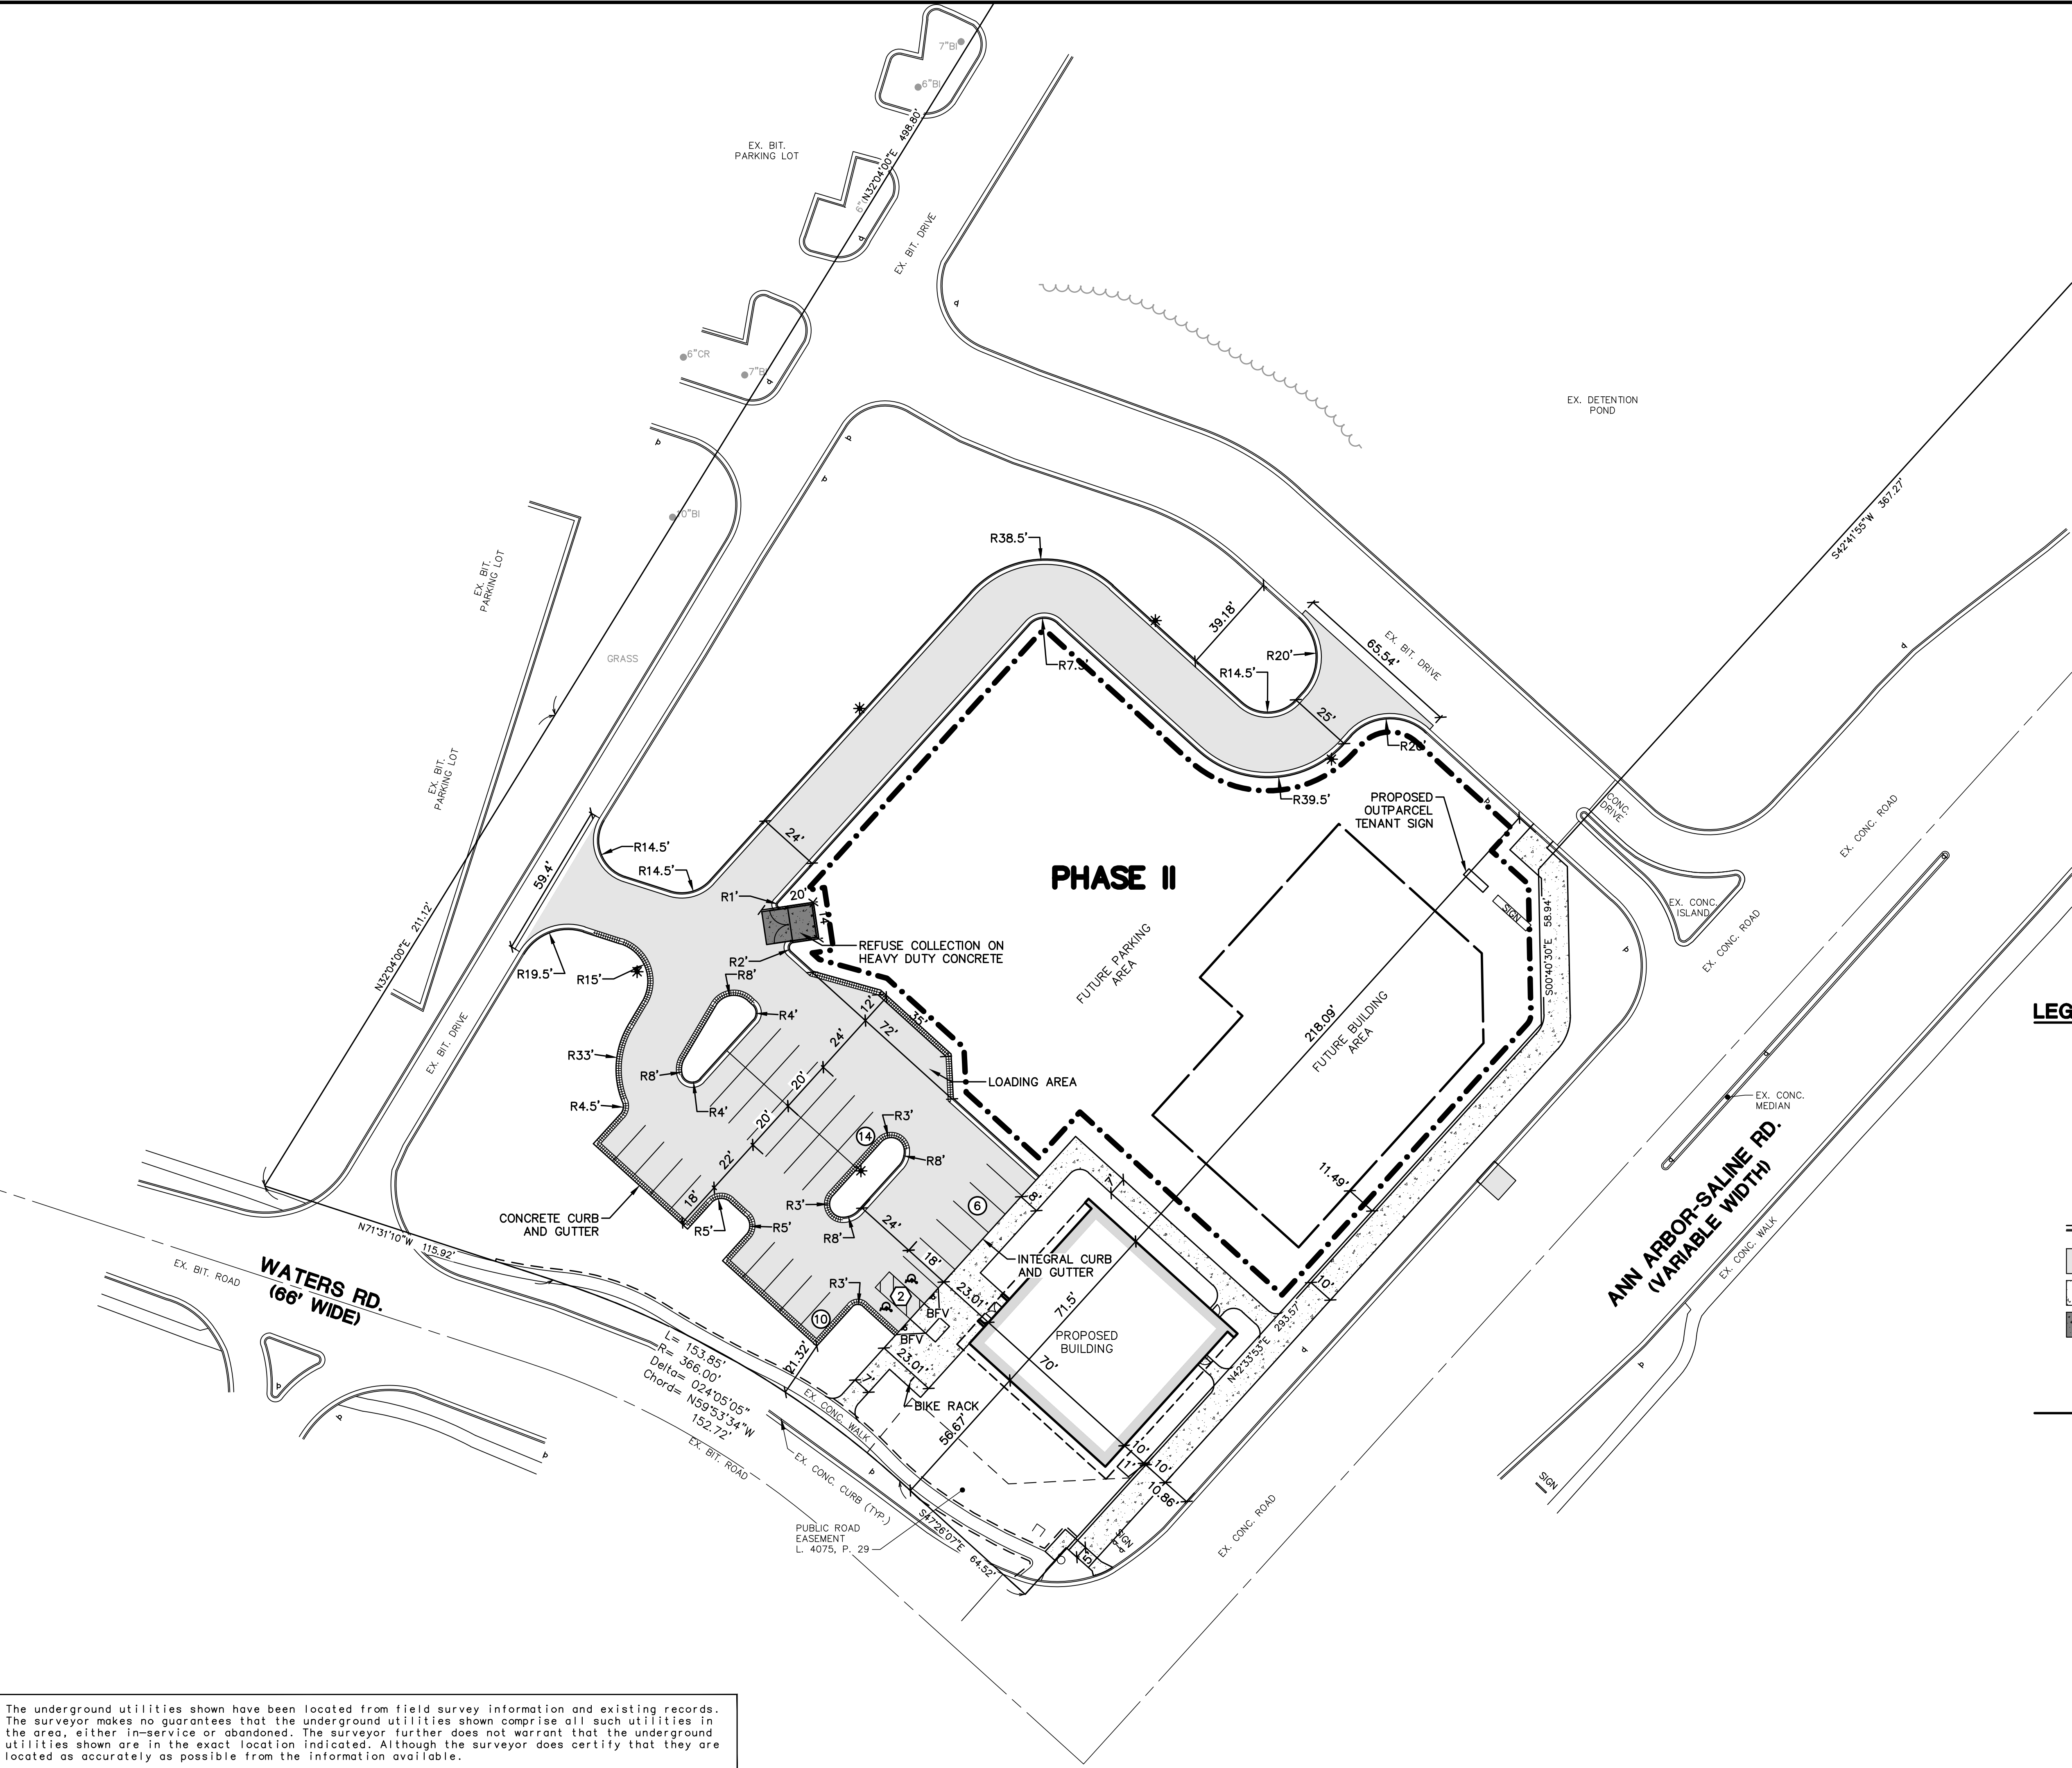 7"BI
6"BI
EX. BIT.
PARKING LOT
(N32°04'00"E 498.80'
6"
EX. BIT. DRIVE
6"CR
7"B
EX. DETENTION
POND
10"BI
S42°41'55"W 367.27'
EX. BIT.
PARKING LOT
R38.5'
39.18'
GRASS
R20'
R14.5'
65.54'
EX. BIT. DRIVE
R7.5'
25'
R20'
EX. BIT.
PARKING LOT
R39.5'
PROPOSED
OUTPARCEL
TENANT SIGN
CONC.
DRIVE
EX. CONC. ROAD
24'
R14.5'
R14.5'
59.4'
PHASE II
R1'
20'
14'
SIGN
EX. CONC.
ISLAND
58.94'
S00°40'30"E
EX. CONC. ROAD
REFUSE COLLECTION ON
HEAVY DUTY CONCRETE
N32°04'00"E 211.12'
R2'
R19.5'
R15'
R8'
FUTURE PARKING
AREA
R4'
12'
35'
72'
24'
218.09'
FUTURE BUILDING
AREA
LEG
EX. BIT. DRIVE
R33'
R8'
20'
LOADING AREA
R4.5'
R4'
20'
EX. CONC.
MEDIAN
R3'
14
R8'
22'
ANN ARBOR-SALINE RD.
(VARIABLE WIDTH)
EX. CONC. WALK
7'
11.49'
18'
8'
R3'
6
CONCRETE CURB
AND GUTTER
R5'
R5'
R8'
24'
N71°31'10"W 115.92'
INTEGRAL CURB
AND GUTTER
18'
EX. BIT. ROAD
WATERS RD.
(66' WIDE)
R3'
2
23.01'
10'
BFV
10
BFV
71.5'
293.57'
N42°33'53"E
PROPOSED
BUILDING
L= 153.85'
R= 366.00'
Delta= 024°05'05"
Chord= N59°53'34"W
152.72'
21.32'
23.01'
70'
7'
BIKE RACK
EX. CONC. WALK
56.67'
EX. BIT. ROAD
10'
1'
10'
10.86'
SIGN
EX. CONC. CURB (TYP.)
PUBLIC ROAD
EASEMENT
L. 4075, P. 29
S47°26'07"E 64.52'
5'
SIGN
EX. CONC. ROAD
The underground utilities shown have been located from field survey information and existing records.
The surveyor makes no guarantees that the underground utilities shown comprise all such utilities in
the area, either in-service or abandoned. The surveyor further does not warrant that the underground
utilities shown are in the exact location indicated. Although the surveyor does certify that they are
located as accurately as possible from the information available.